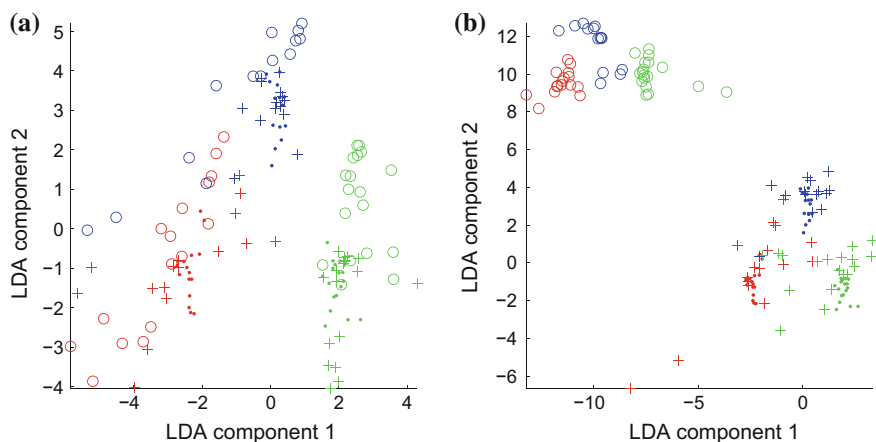 (a)
5
4
3
2
1
0
−1
−2
−3
−4
LDA component 2
−4 −2 0 2 4
LDA component 1
(b)
12
10
8
6
4
2
0
−2
−4
−6
LDA component 2
−10 −5 0
LDA component 1